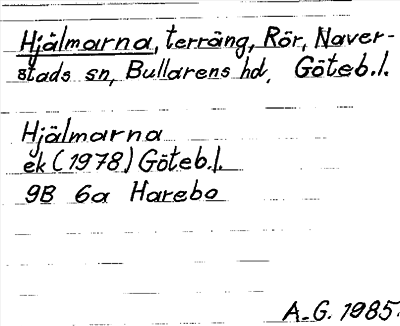 Hjälmarna, terräng, Rör, Naver-
stads sn, Bullarens hd, Göteb.l.
Hjälmarna
ek (1978) Göteb.l.
9B 6a Harebo
A.G. 1985.